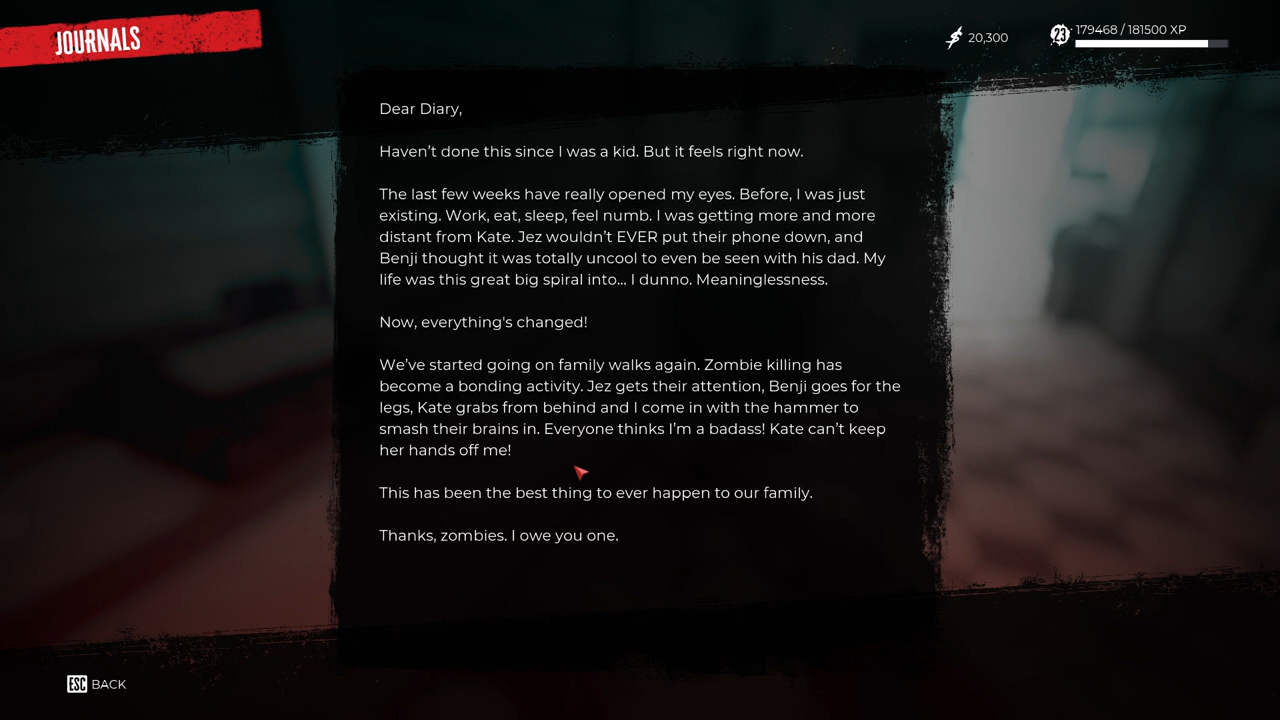 JOURNALS
20,300
23
179468 / 181500 XP
Dear Diary,
Haven't done this since I was a kid. But it feels right now.
The last few weeks have really opened my eyes. Before, I was just
existing. Work, eat, sleep, feel numb. I was getting more and more
distant from Kate. Jez wouldn't EVER put their phone down, and
Benji thought it was totally uncool to even be seen with his dad. My
life was this great big spiral into... I dunno. Meaninglessness.
Now, everything's changed!
We've started going on family walks again. Zombie killing has
become a bonding activity. Jez gets their attention, Benji goes for the
legs, Kate grabs from behind and I come in with the hammer to
smash their brains in. Everyone thinks I'm a badass! Kate can't keep
her hands off me!
This has been the best thing to ever happen to our family.
Thanks, zombies. I owe you one.
ESC BACK